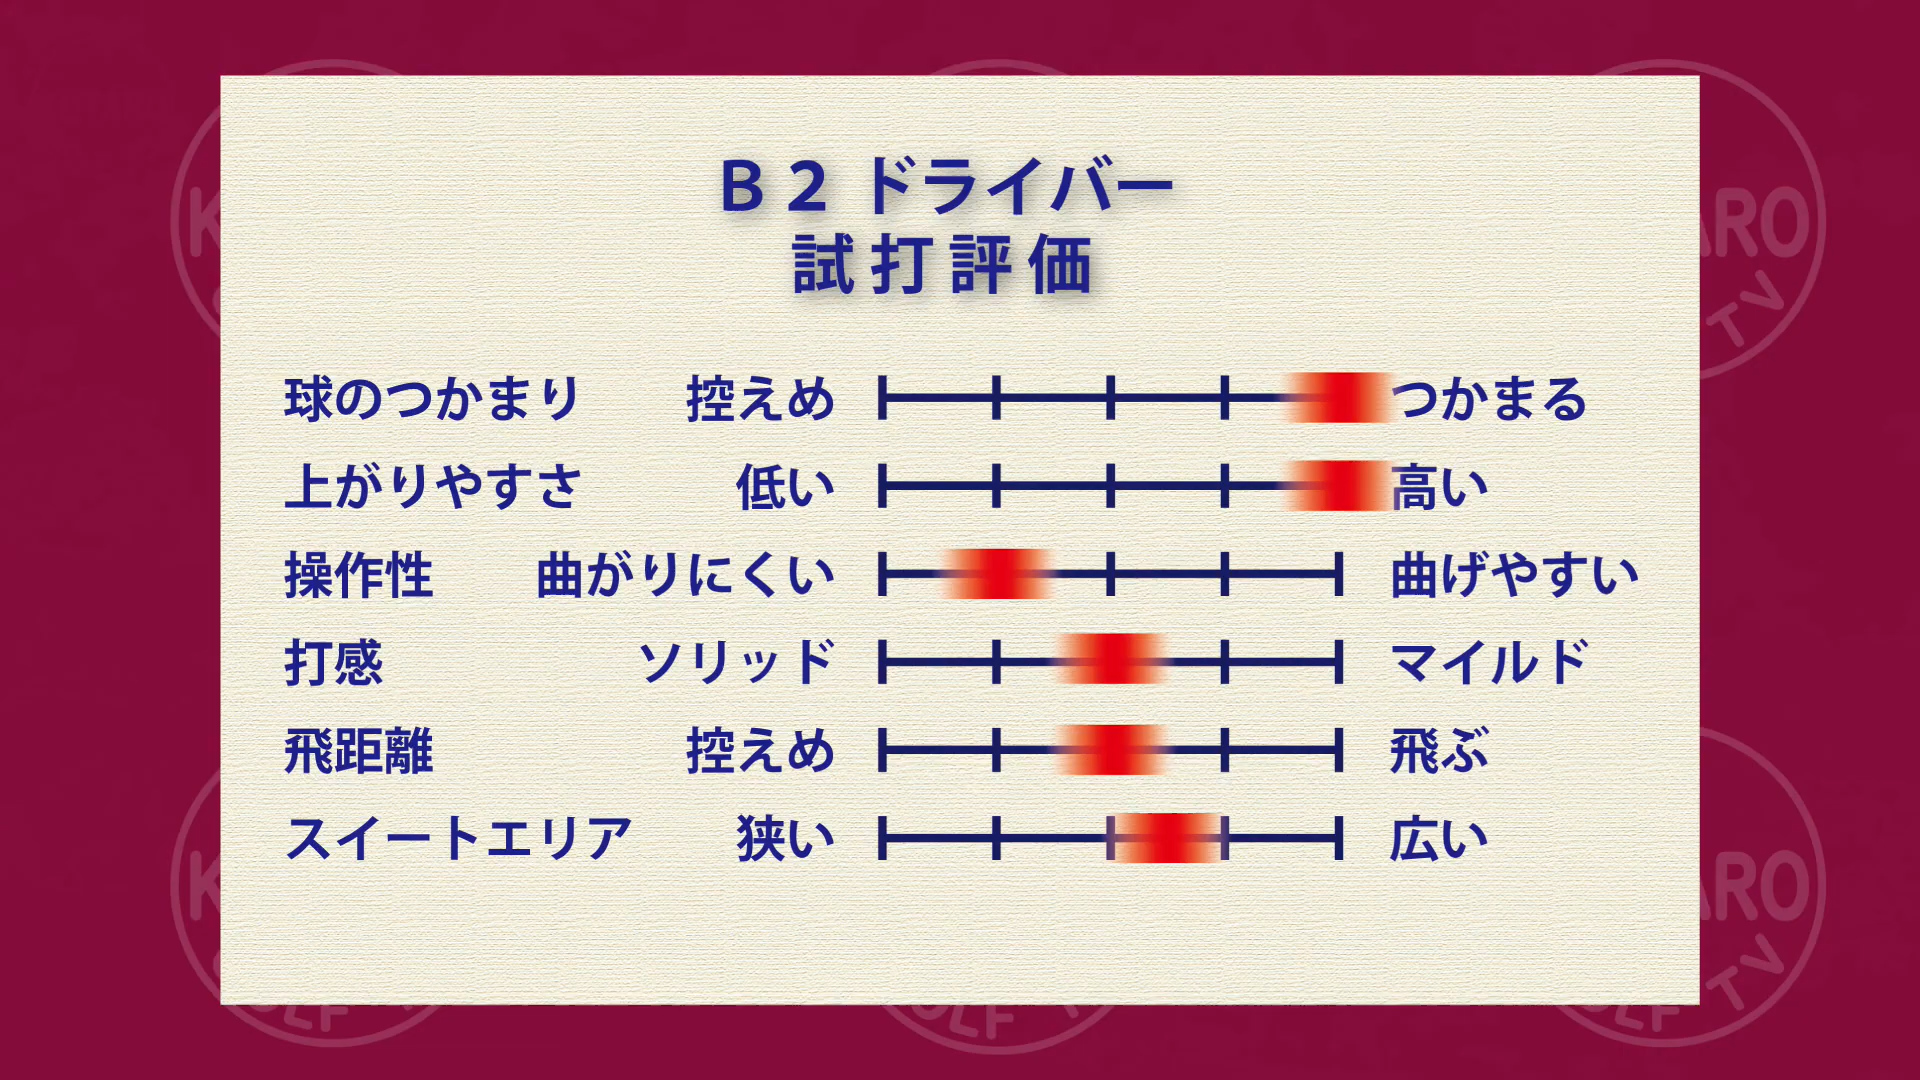 B2 ドライバー
試打評価
球のつかまり 控えめ つかまる
上がりやすさ 低い 高い
操作性 曲がりにくい 曲げやすい
打感 ソリッド マイルド
飛距離 控えめ 飛ぶ
スイートエリア 狭い 広い
TV
TV